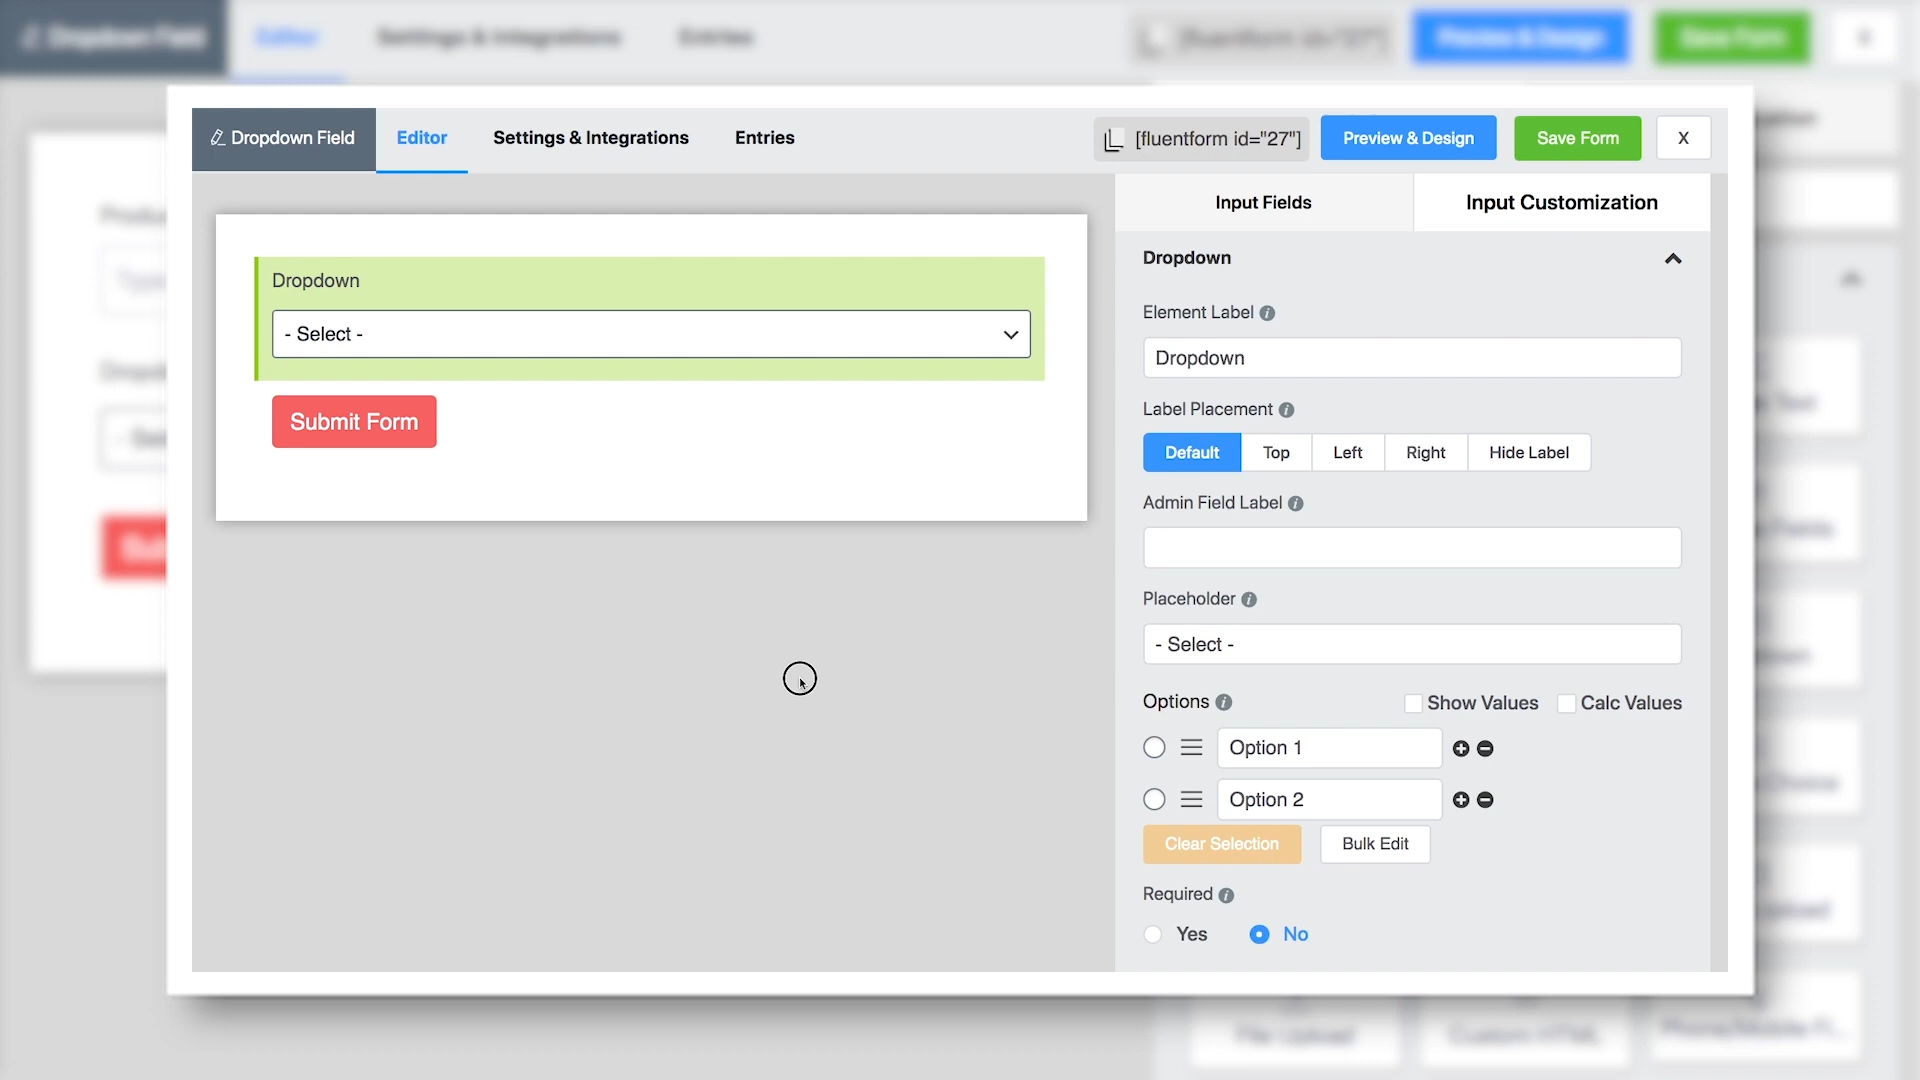 Dropdown Field
Editor
Settings & Integrations
Entries
[fluentform id="27"]
Preview & Design
Save Form
X
Input Fields
Input Customization
Dropdown
- Select -
Submit Form
Dropdown
Element Label
Dropdown
Label Placement
Default
Top
Left
Right
Hide Label
Admin Field Label
Placeholder
- Select -
Options
Show Values
Calc Values
Option 1
Option 2
Clear Selection
Bulk Edit
Required
Yes
No